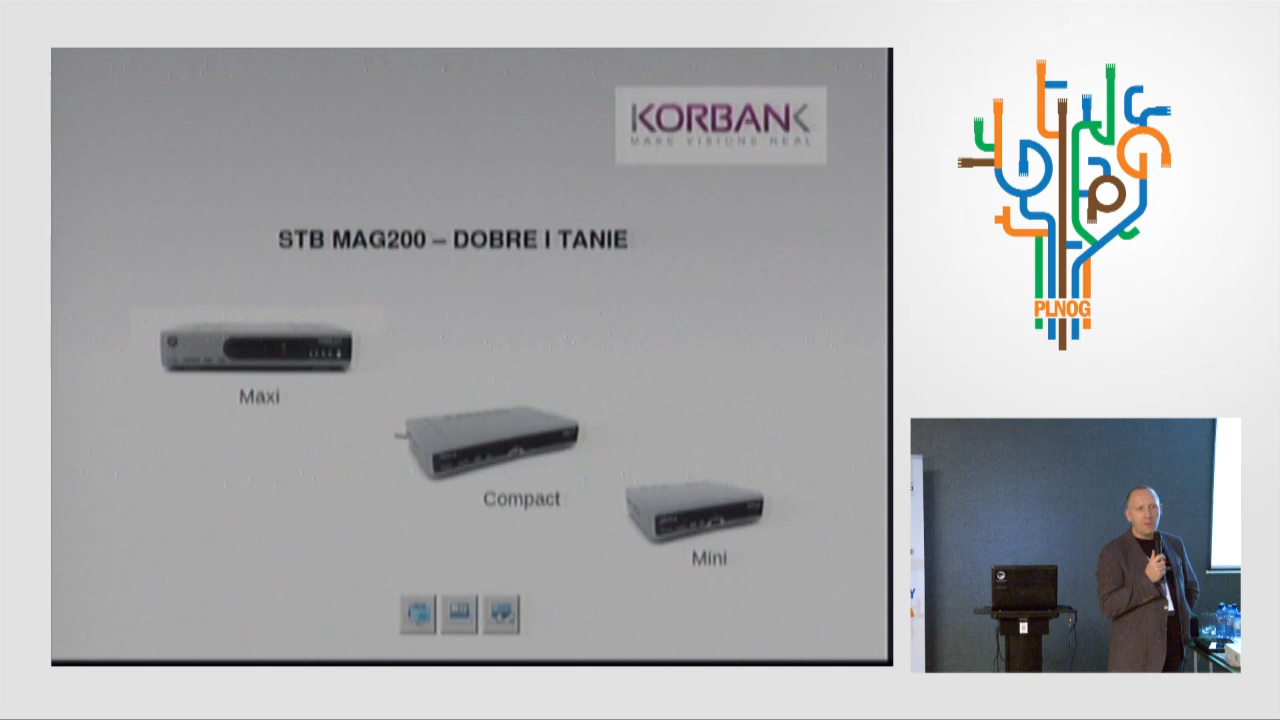 KORBANK
MAKE VISIONS REAL
STB MAG200 – DOBRE I TANIE
Maxi
Compact
Mini
PLNOG